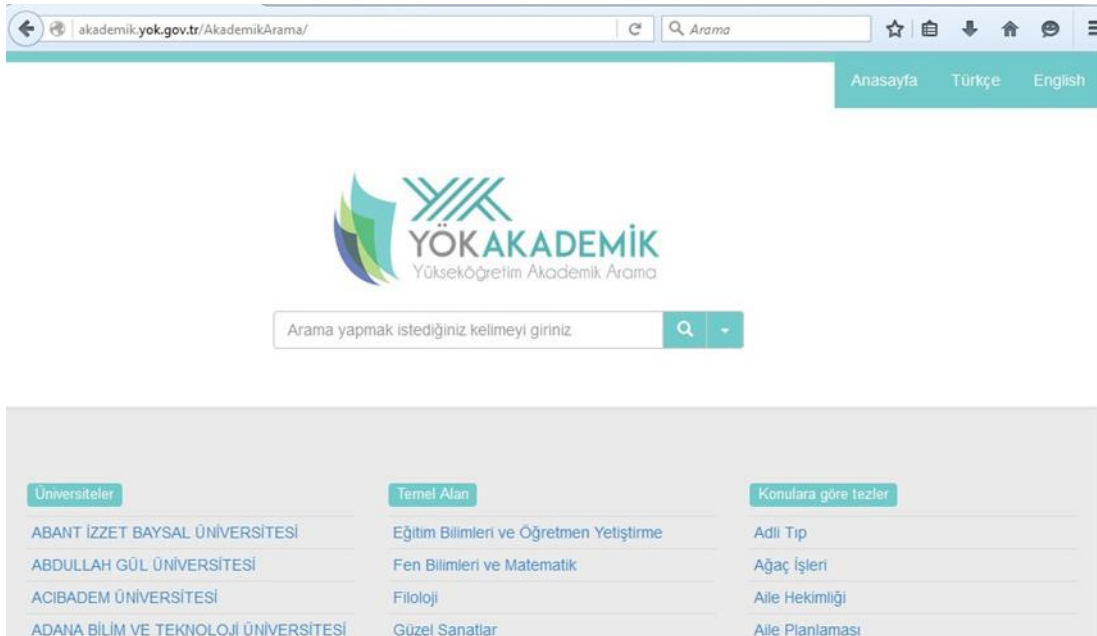 akademik.yok.gov.tr/AkademikArama/
Arama
Anasayfa Türkçe English
YÖKAKADEMİK
Yükseköğretim Akademik Arama
Arama yapmak istediğiniz kelimeyi giriniz
Üniversiteler
ABANT İZZET BAYSAL ÜNİVERSİTESİ
ABDULLAH GÜL ÜNİVERSİTESİ
ACIBADEM ÜNİVERSİTESİ
ADANA BİLİM VE TEKNOLOJİ ÜNİVERSİTESİ
Temel Alan
Eğitim Bilimleri ve Öğretmen Yetiştirme
Fen Bilimleri ve Matematik
Filoloji
Güzel Sanatlar
Konulara göre tezler
Adli Tıp
Ağaç İşleri
Aile Hekimliği
Aile Planlaması